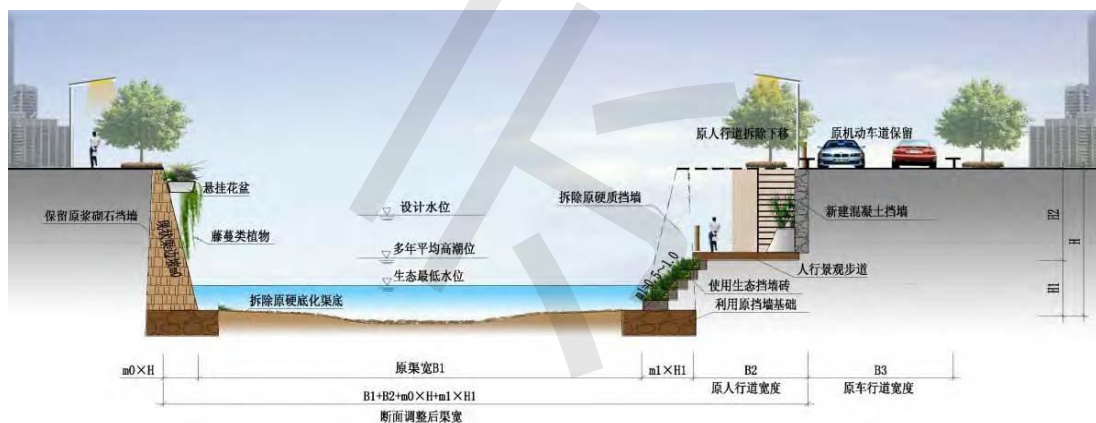 原人行道拆除下移
原机动车道保留
悬挂花盆
设计水位
拆除原硬质挡墙
新建混凝土挡墙
保留原浆砌石挡墙
藤蔓类植物
多年平均高潮位
人行景观步道
生态最低水位
m1=0.5~1.0
使用生态挡墙砖
拆除原硬底化渠底
利用原挡墙基础
H2
H
H1
m0×H
原渠宽B1
m1×H1
B2
B3
原人行道宽度
原车行道宽度
B1+B2+m0×H+m1×H1
断面调整后渠宽